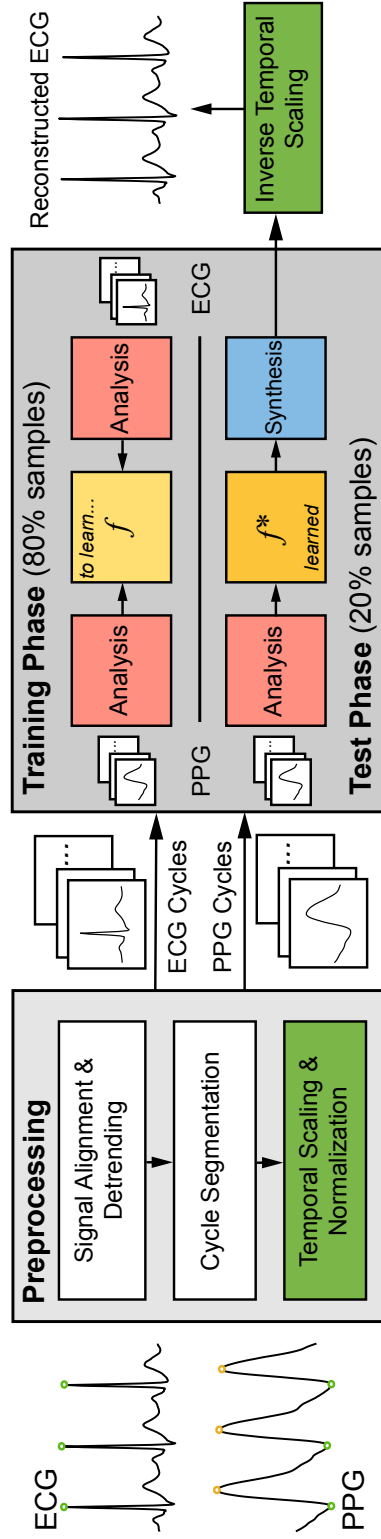 ECG
PPG
Preprocessing
Signal Alignment &
Detrending
Cycle Segmentation
Temporal Scaling &
Normalization
...
ECG Cycles
PPG Cycles
...
Training Phase (80% samples)
...
Analysis
to learn...
f
Analysis
...
PPG
ECG
...
Analysis
f*
learned
Synthesis
Test Phase (20% samples)
Reconstructed ECG
Inverse Temporal
Scaling